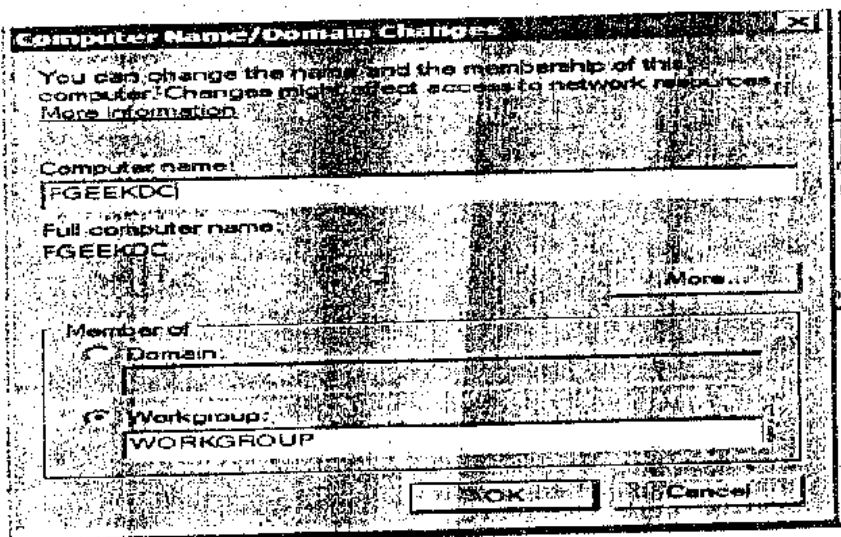 Computer Name/Domain Changes
You can change the name and the membership of this
computer. Changes might affect access to network resources.
More information
Computer name:
FGEEKDC
Full computer name:
FGEEKDC
More...
Member of
Domain:
Workgroup:
WORKGROUP
OK
Cancel